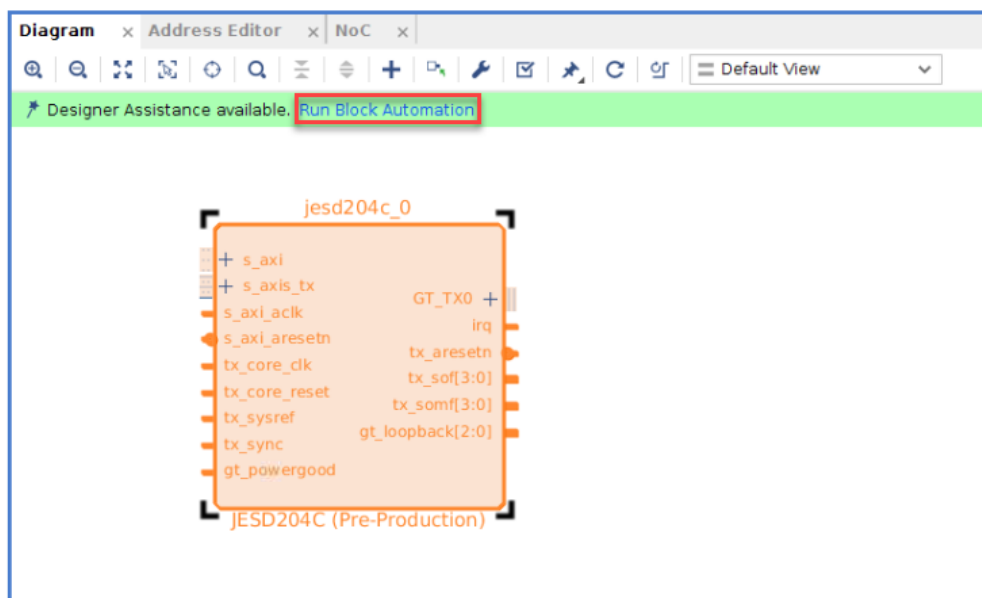 Diagram × Address Editor × NoC ×
Default View
Designer Assistance available. Run Block Automation
jesd204c_0
s_axi
s_axis_tx
s_axi_aclk
s_axi_aresetn
tx_core_clk
tx_core_reset
tx_sysref
tx_sync
gt_powergood
GT_TX0
irq
tx_aresetn
tx_sof[3:0]
tx_somf[3:0]
gt_loopback[2:0]
JESD204C (Pre-Production)